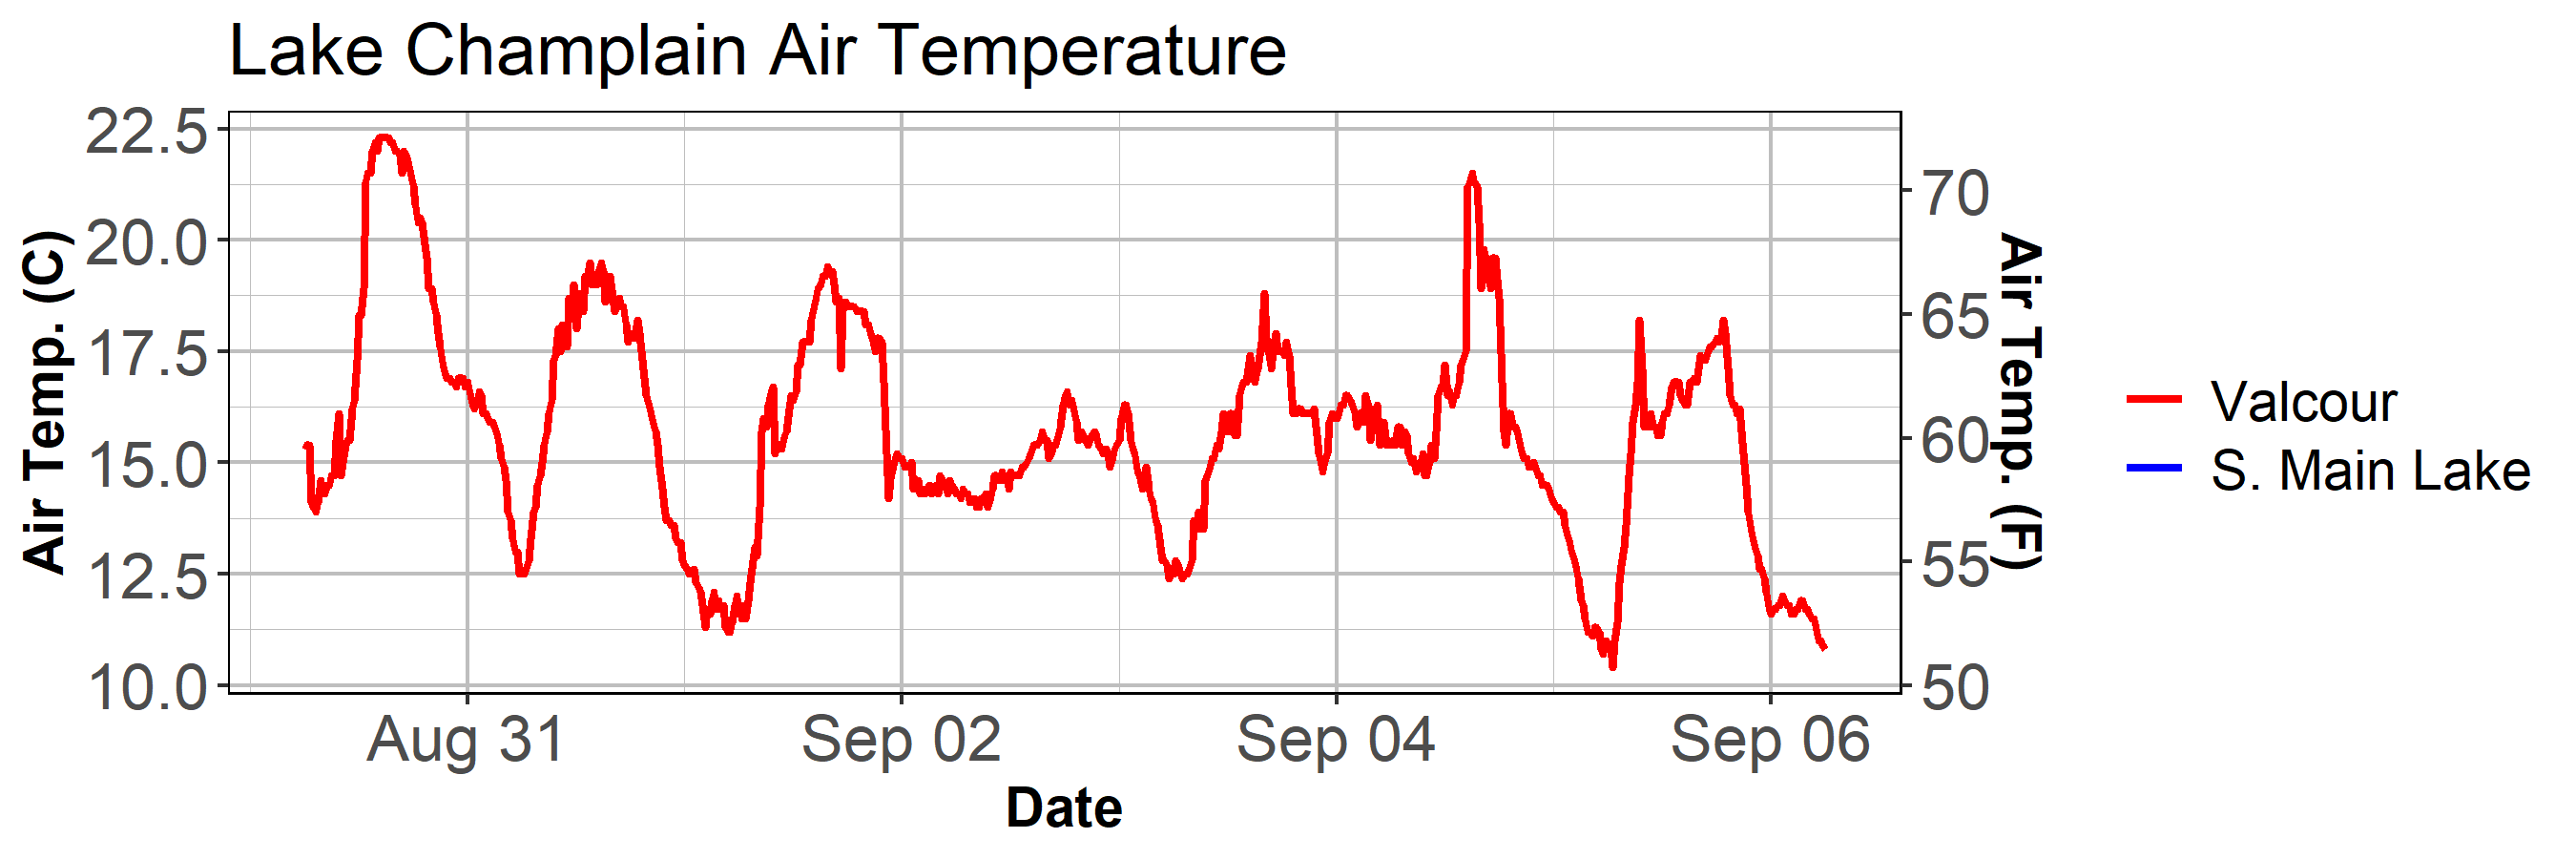 Lake Champlain Air Temperature
Air Temp. (C)
22.5
20.0
17.5
15.0
12.5
10.0
Air Temp. (F)
70
65
60
55
50
Aug 31
Sep 02
Sep 04
Sep 06
Date
Valcour
S. Main Lake